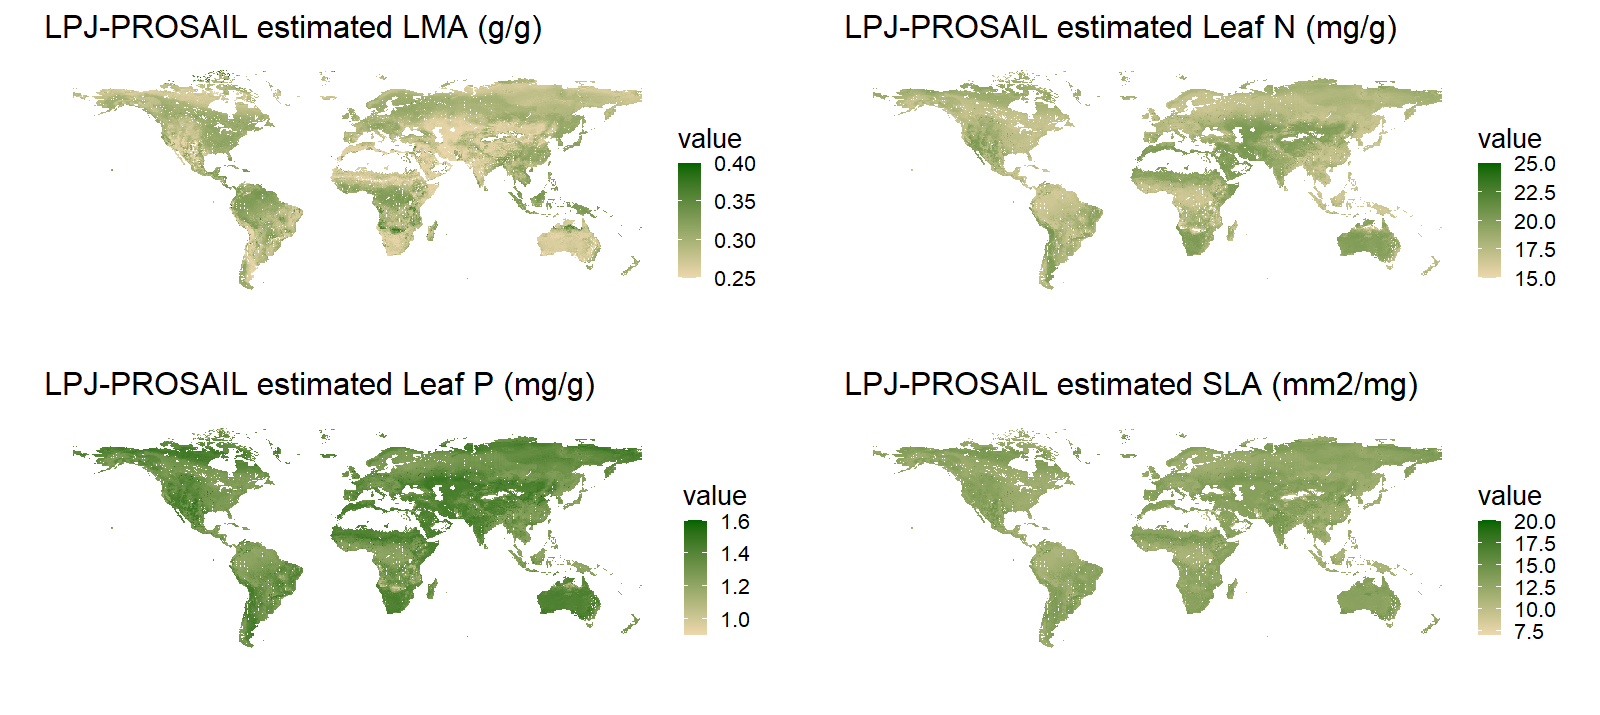 LPJ-PROSAIL estimated LMA (g/g)
value
0.40
0.35
0.30
0.25
LPJ-PROSAIL estimated Leaf N (mg/g)
value
25.0
22.5
20.0
17.5
15.0
LPJ-PROSAIL estimated Leaf P (mg/g)
value
1.6
1.4
1.2
1.0
LPJ-PROSAIL estimated SLA (mm2/mg)
value
20.0
17.5
15.0
12.5
10.0
7.5